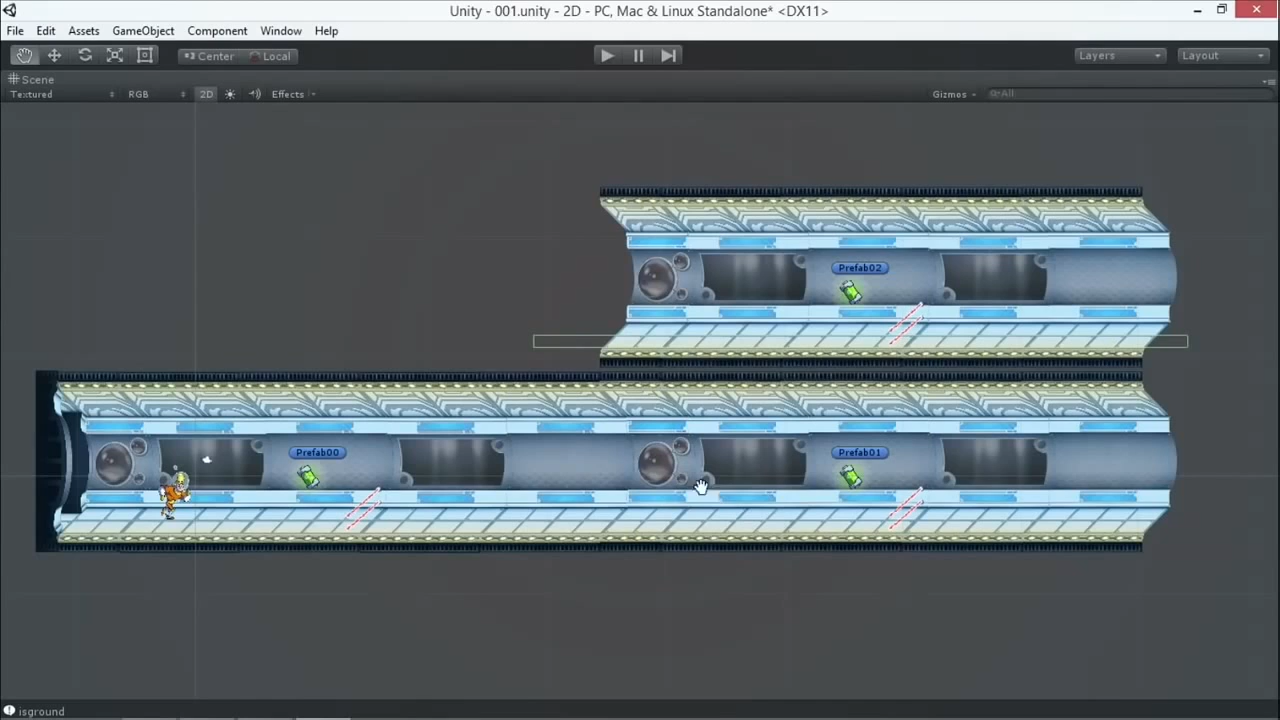 Unity - 001.unity - 2D - PC, Mac & Linux Standalone* <DX11>
File Edit Assets GameObject Component Window Help
Center Local Layers Layout
Scene
Textured RGB 2D Effects Gizmos All
Prefab02
Prefab00 Prefab01
isground